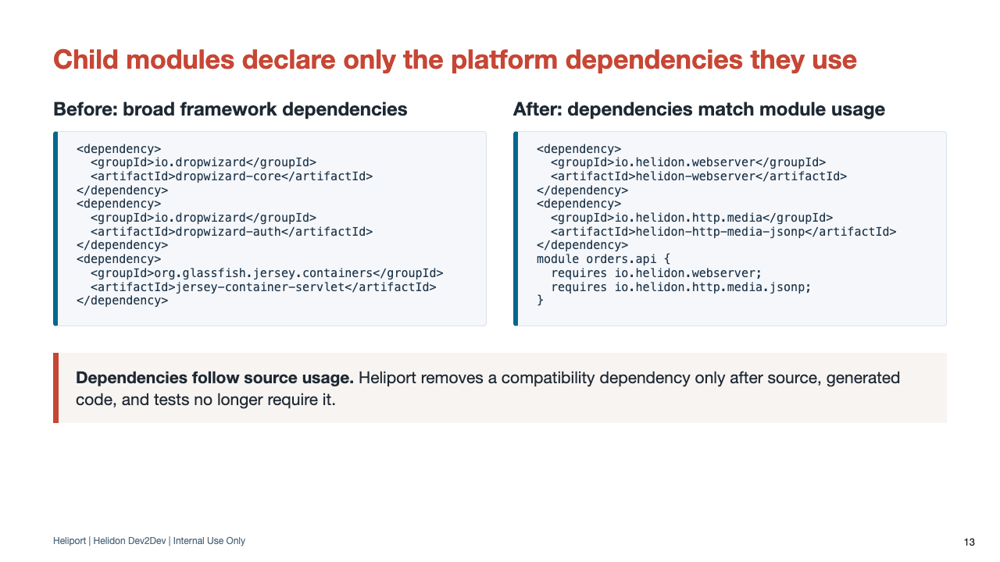 Child modules declare only the platform dependencies they use
Before: broad framework dependencies
<dependency>
  <groupId>io.dropwizard</groupId>
  <artifactId>dropwizard-core</artifactId>
</dependency>
<dependency>
  <groupId>io.dropwizard</groupId>
  <artifactId>dropwizard-auth</artifactId>
</dependency>
<dependency>
  <groupId>org.glassfish.jersey.containers</groupId>
  <artifactId>jersey-container-servlet</artifactId>
</dependency>
After: dependencies match module usage
<dependency>
  <groupId>io.helidon.webserver</groupId>
  <artifactId>helidon-webserver</artifactId>
</dependency>
<dependency>
  <groupId>io.helidon.http.media</groupId>
  <artifactId>helidon-http-media-jsonp</artifactId>
</dependency>
module orders.api {
  requires io.helidon.webserver;
  requires io.helidon.http.media.jsonp;
}
Dependencies follow source usage. Heliport removes a compatibility dependency only after source, generated
code, and tests no longer require it.
Heliport | Helidon Dev2Dev | Internal Use Only
13